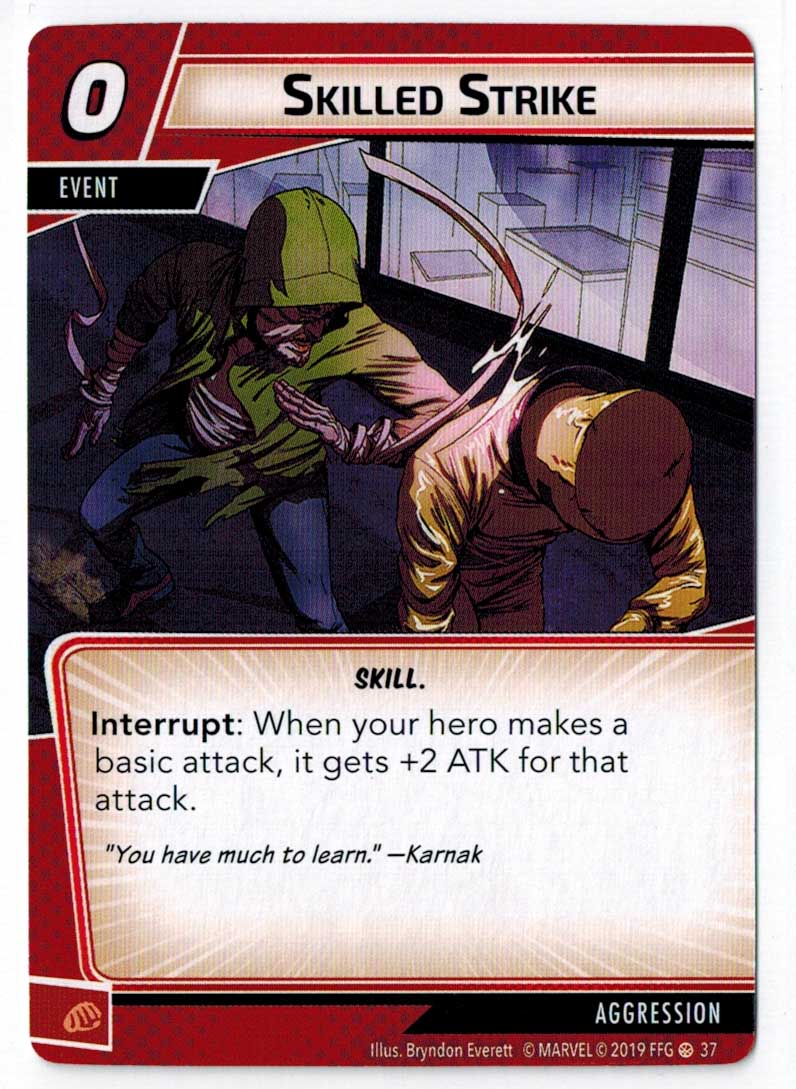 0
SKILLED STRIKE
EVENT
SKILL.
Interrupt: When your hero makes a
basic attack, it gets +2 ATK for that
attack.
"You have much to learn." —Karnak
AGGRESSION
Illus. Bryndon Everett © MARVEL © 2019 FFG 37